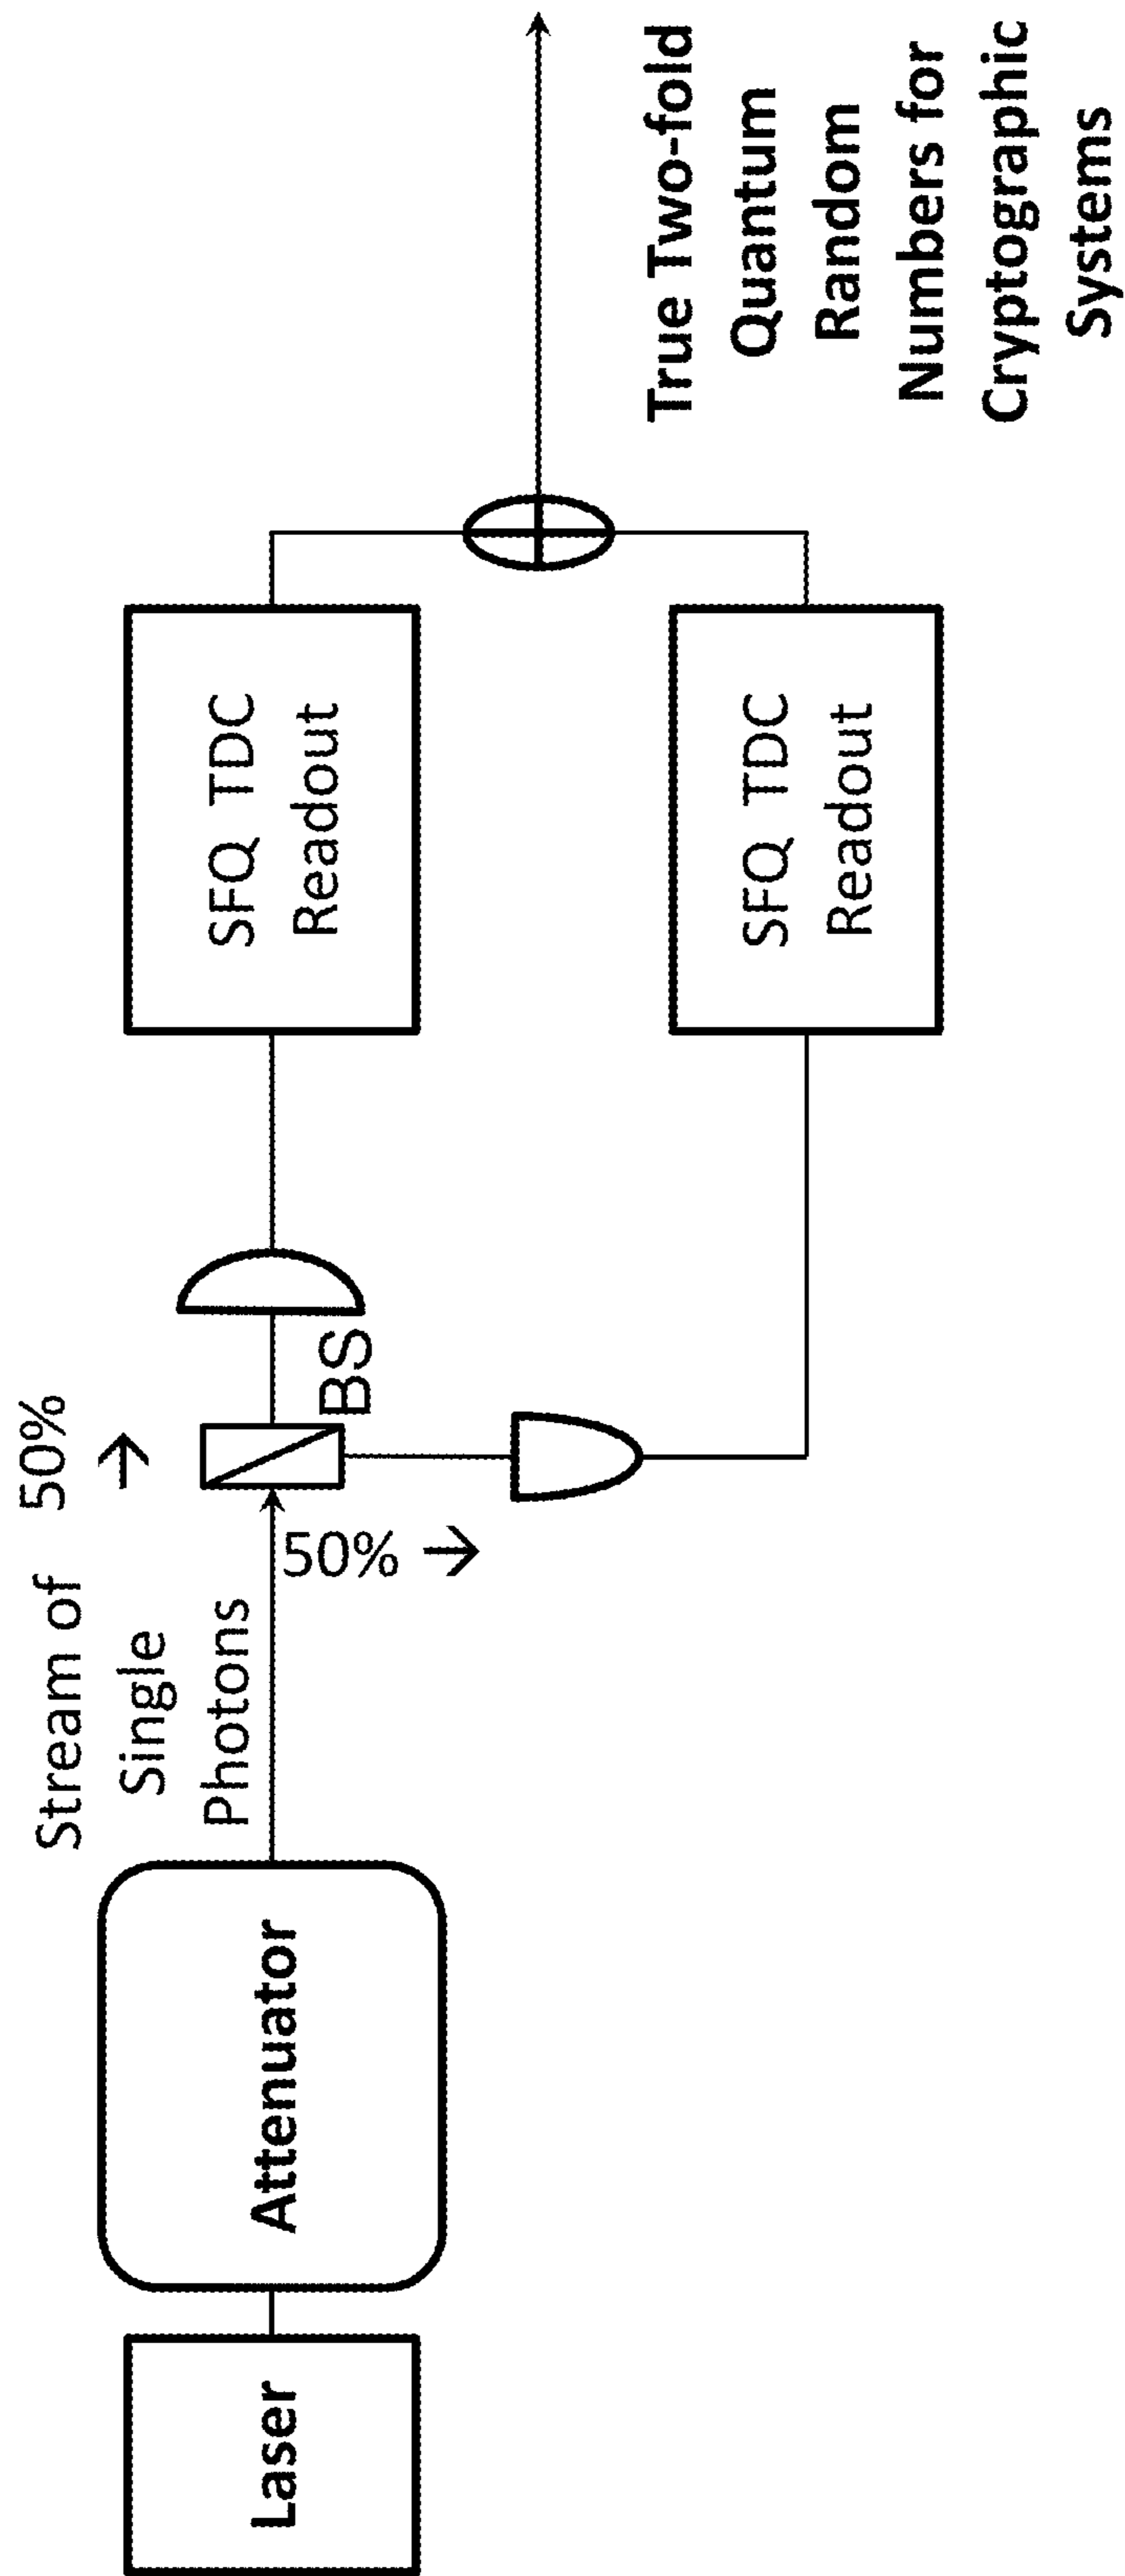 Laser
Attenuator
Stream of
Single
Photons
50% →
50% →
BS
SFQ TDC
Readout
SFQ TDC
Readout
True Two-fold
Quantum
Random
Numbers for
Cryptographic
Systems